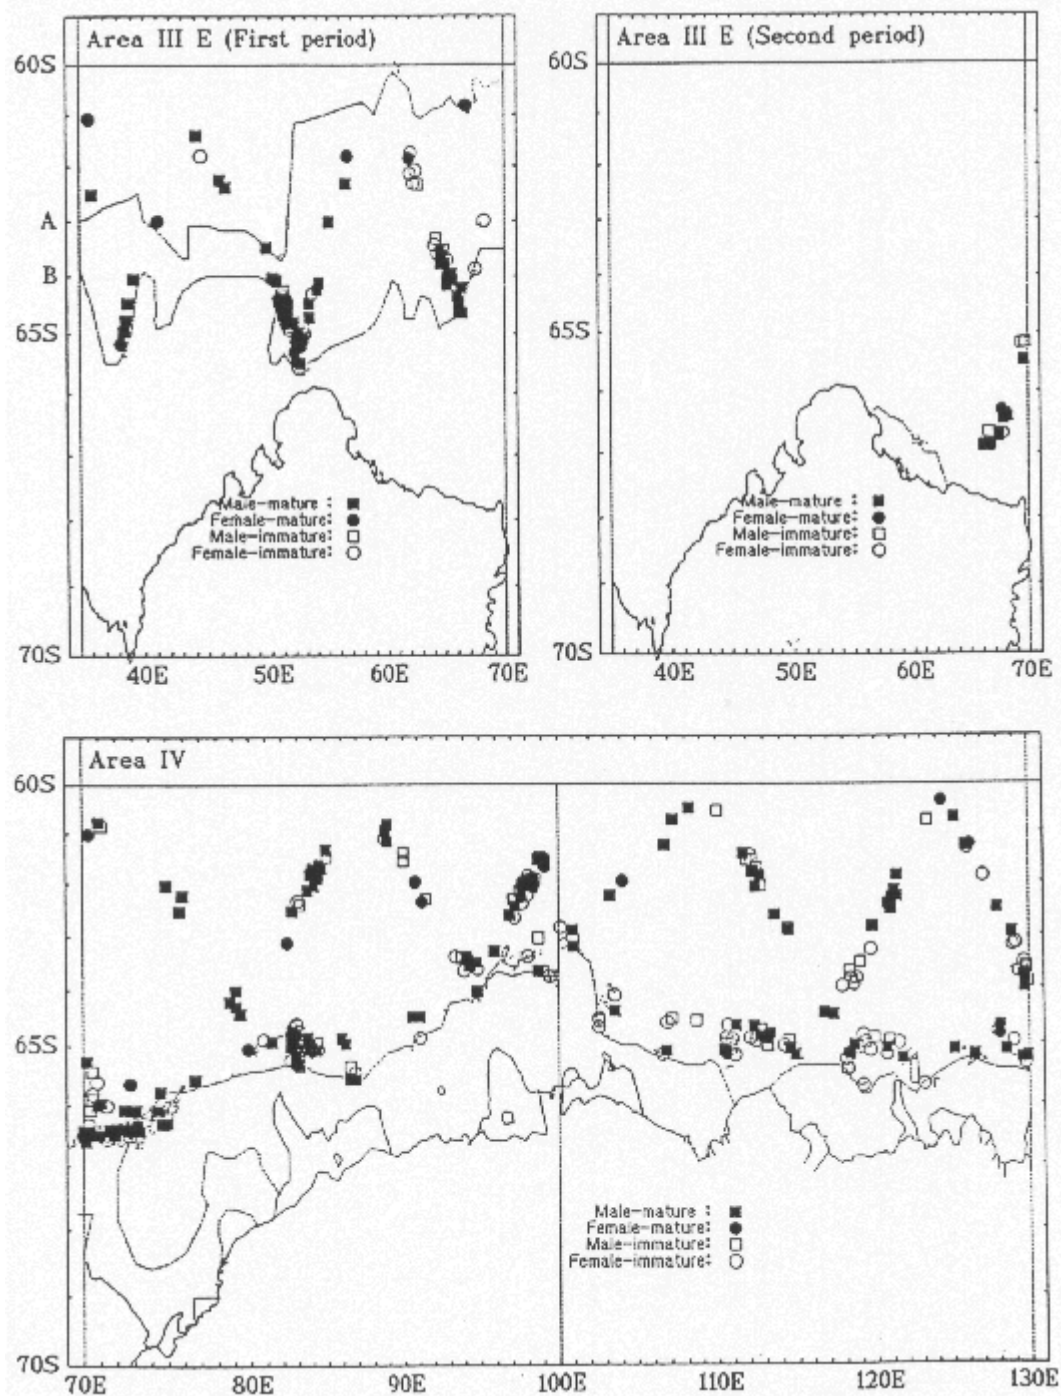 Area III E (First period)
60S
A
B
65S
70S
Male-mature :
Female-mature:
Male-immature:
Female-immature:
40E 50E 60E 70E
Area III E (Second period)
60S
65S
70S
Male-mature :
Female-mature:
Male-immature:
Female-immature:
40E 50E 60E 70E
Area IV
60S
65S
70S
Male-mature :
Female-mature:
Male-immature:
Female-immature:
70E 80E 90E 100E 110E 120E 130E